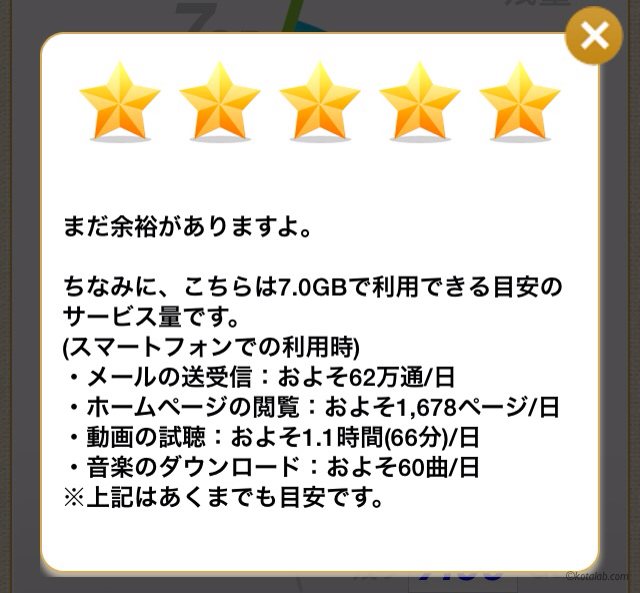 まだ余裕がありますよ。
ちなみに、こちらは7.0GBで利用できる目安の
サービス量です。
(スマートフォンでの利用時)
・メールの送受信：およそ62万通/日
・ホームページの閲覧：およそ1,678ページ/日
・動画の試聴：およそ1.1時間(66分)/日
・音楽のダウンロード：およそ60曲/日
※上記はあくまでも目安です。
©kotalab.com